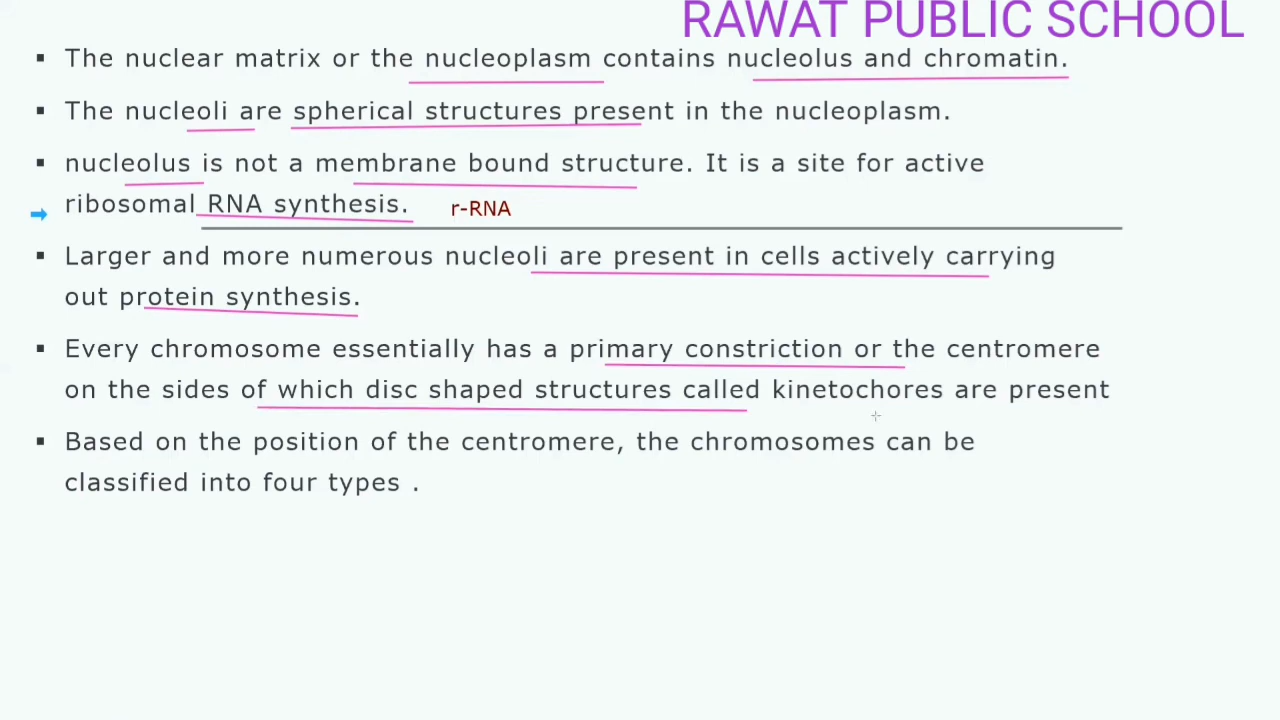 RAWAT PUBLIC SCHOOL
▪ The nuclear matrix or the nucleoplasm contains nucleolus and chromatin.
▪ The nucleoli are spherical structures present in the nucleoplasm.
▪ nucleolus is not a membrane bound structure. It is a site for active
ribosomal RNA synthesis. r-RNA
▪ Larger and more numerous nucleoli are present in cells actively carrying
out protein synthesis.
▪ Every chromosome essentially has a primary constriction or the centromere
on the sides of which disc shaped structures called kinetochores are present
▪ Based on the position of the centromere, the chromosomes can be
classified into four types .